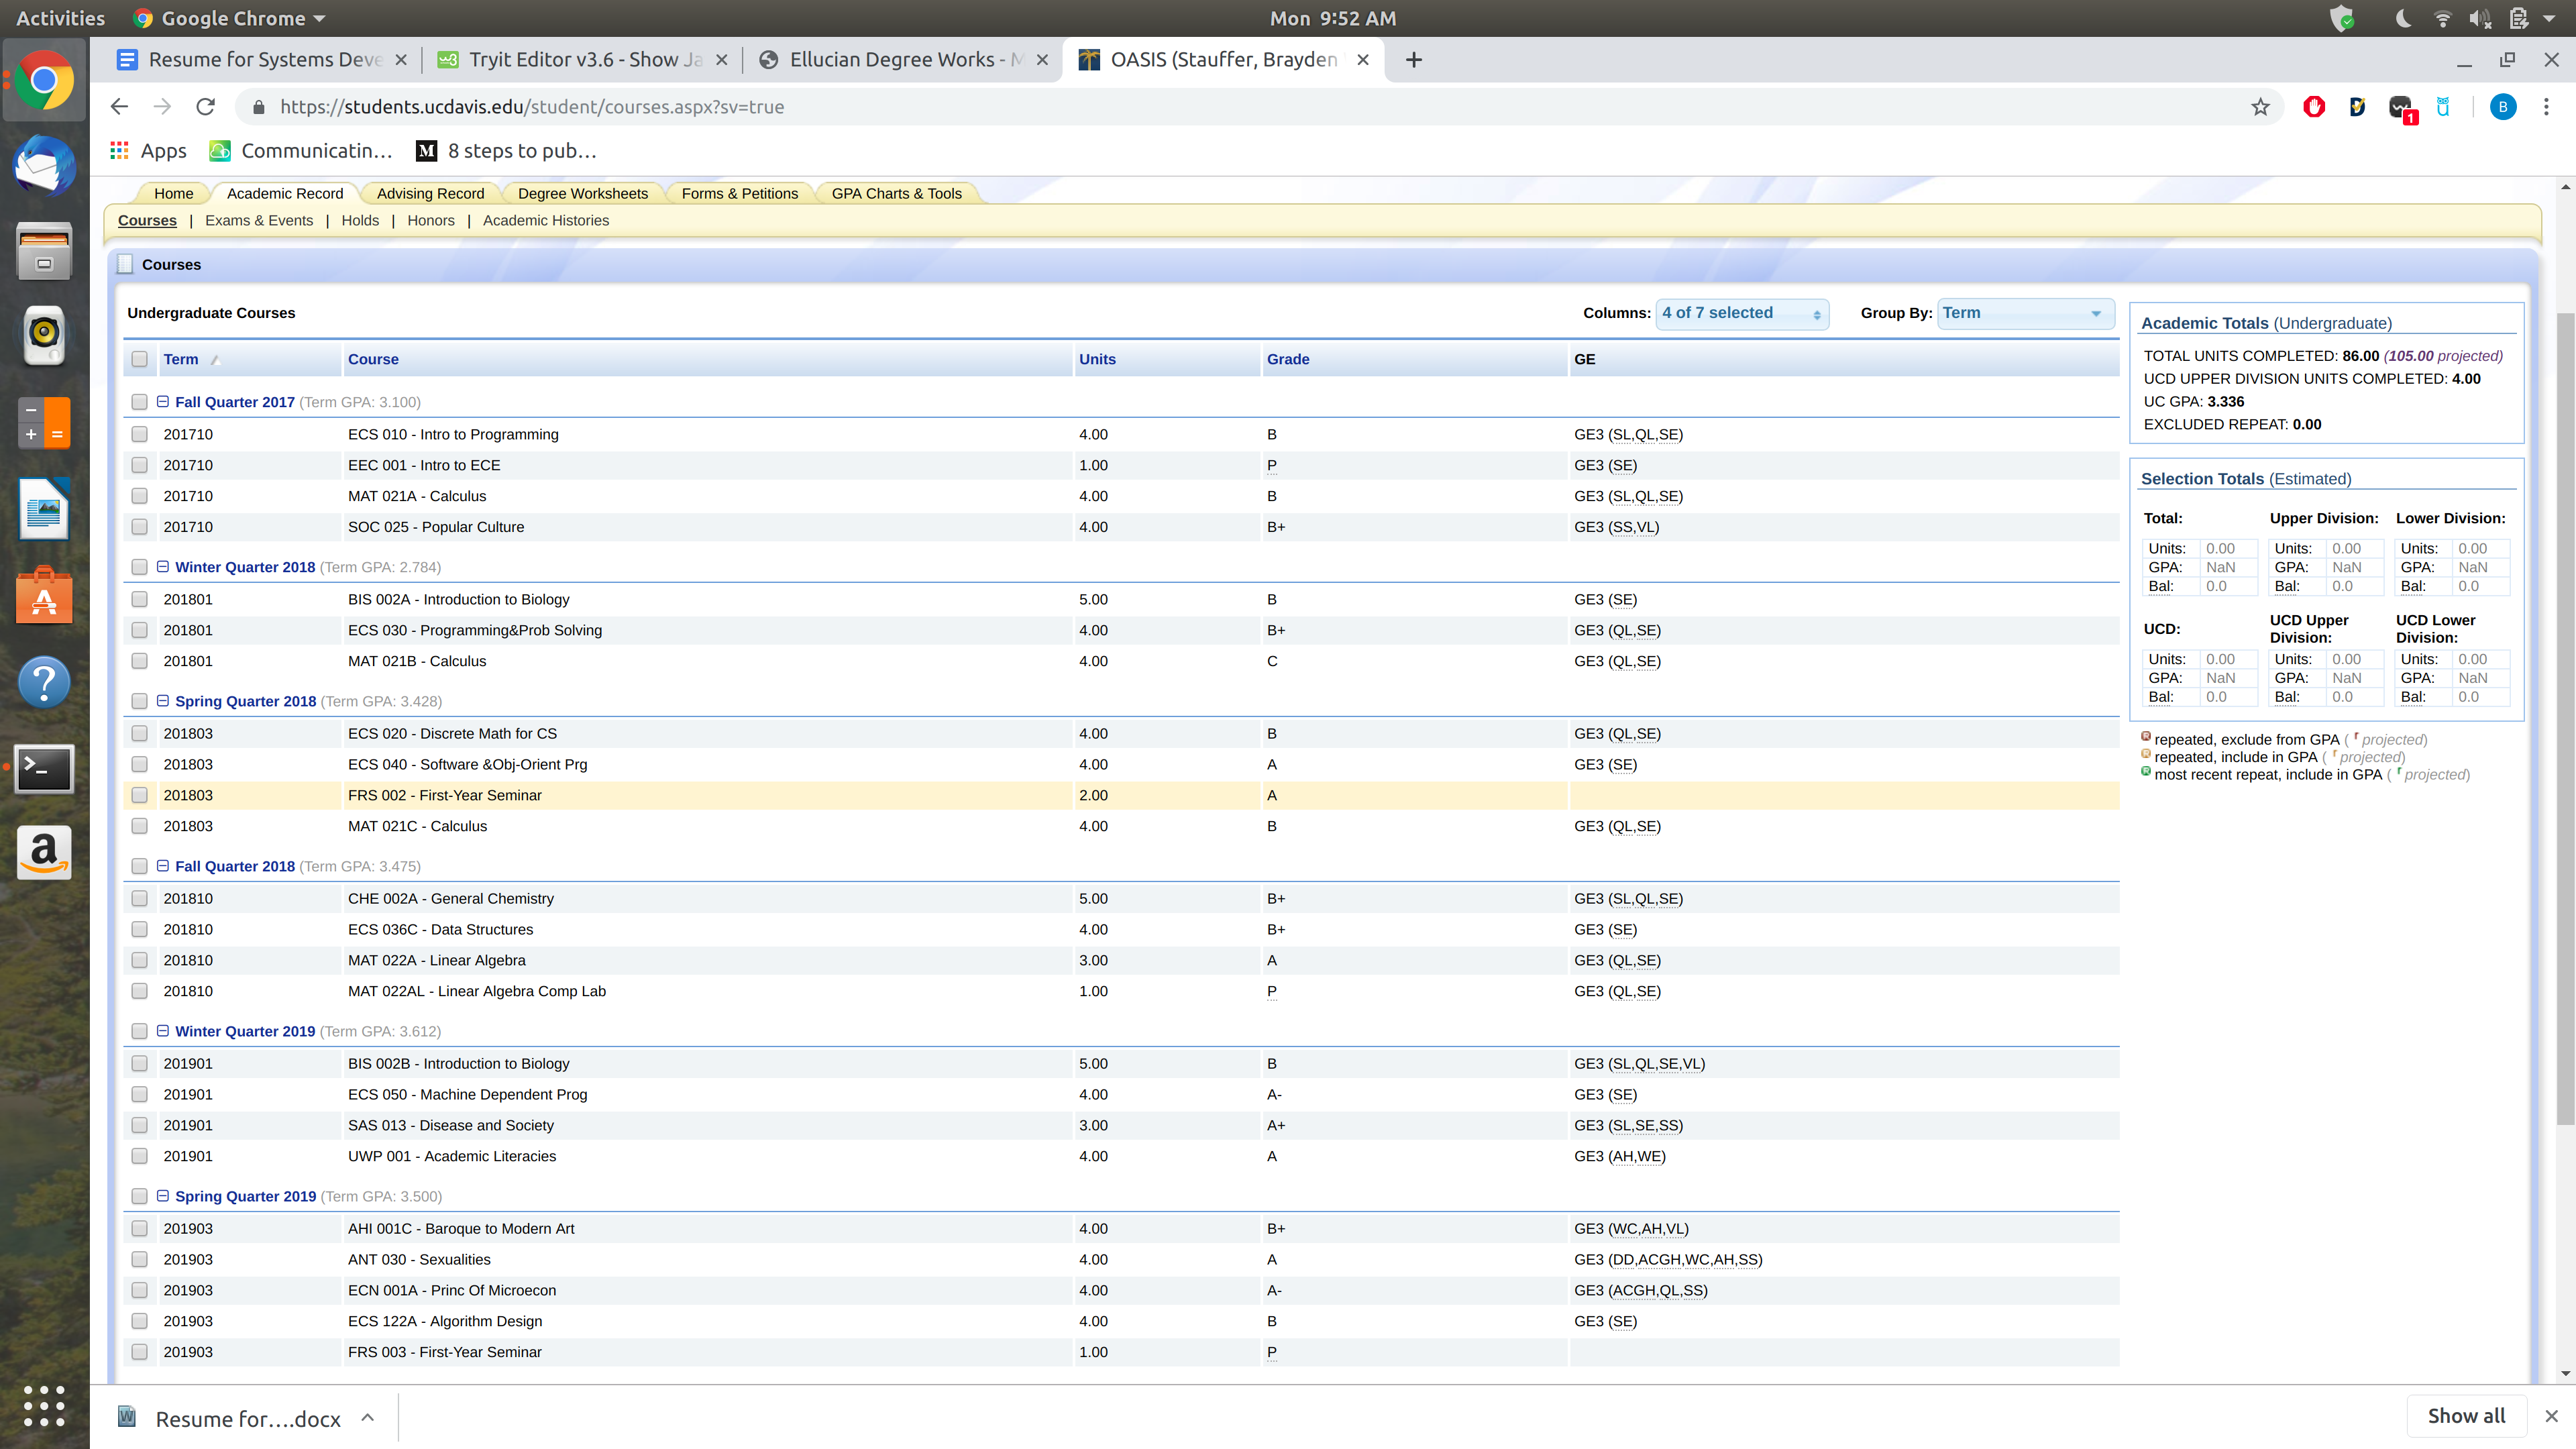 Activities Google Chrome Mon 9:52 AM
Resume for Systems Deve Tryit Editor v3.6 - Show Ja Ellucian Degree Works - M OASIS (Stauffer, Brayden
https://students.ucdavis.edu/student/courses.aspx?sv=true 1 B
Apps Communicatin... 8 steps to pub...
Home Academic Record Advising Record Degree Worksheets Forms & Petitions GPA Charts & Tools
Courses | Exams & Events | Holds | Honors | Academic Histories
Courses
Undergraduate Courses Columns: 4 of 7 selected Group By: Term
Term Course Units Grade GE
Fall Quarter 2017 (Term GPA: 3.100)
201710 ECS 010 - Intro to Programming 4.00 B GE3 (SL,QL,SE)
201710 EEC 001 - Intro to ECE 1.00 P GE3 (SE)
201710 MAT 021A - Calculus 4.00 B GE3 (SL,QL,SE)
201710 SOC 025 - Popular Culture 4.00 B+ GE3 (SS,VL)
Winter Quarter 2018 (Term GPA: 2.784)
201801 BIS 002A - Introduction to Biology 5.00 B GE3 (SE)
201801 ECS 030 - Programming&Prob Solving 4.00 B+ GE3 (QL,SE)
201801 MAT 021B - Calculus 4.00 C GE3 (QL,SE)
Spring Quarter 2018 (Term GPA: 3.428)
201803 ECS 020 - Discrete Math for CS 4.00 B GE3 (QL,SE)
201803 ECS 040 - Software &Obj-Orient Prg 4.00 A GE3 (SE)
201803 FRS 002 - First-Year Seminar 2.00 A
201803 MAT 021C - Calculus 4.00 B GE3 (QL,SE)
Fall Quarter 2018 (Term GPA: 3.475)
201810 CHE 002A - General Chemistry 5.00 B+ GE3 (SL,QL,SE)
201810 ECS 036C - Data Structures 4.00 B+ GE3 (SE)
201810 MAT 022A - Linear Algebra 3.00 A GE3 (QL,SE)
201810 MAT 022AL - Linear Algebra Comp Lab 1.00 P GE3 (QL,SE)
Winter Quarter 2019 (Term GPA: 3.612)
201901 BIS 002B - Introduction to Biology 5.00 B GE3 (SL,QL,SE,VL)
201901 ECS 050 - Machine Dependent Prog 4.00 A- GE3 (SE)
201901 SAS 013 - Disease and Society 3.00 A+ GE3 (SL,SE,SS)
201901 UWP 001 - Academic Literacies 4.00 A GE3 (AH,WE)
Spring Quarter 2019 (Term GPA: 3.500)
201903 AHI 001C - Baroque to Modern Art 4.00 B+ GE3 (WC,AH,VL)
201903 ANT 030 - Sexualities 4.00 A GE3 (DD,ACGH,WC,AH,SS)
201903 ECN 001A - Princ Of Microecon 4.00 A- GE3 (ACGH,QL,SS)
201903 ECS 122A - Algorithm Design 4.00 B GE3 (SE)
201903 FRS 003 - First-Year Seminar 1.00 P
Academic Totals (Undergraduate)
TOTAL UNITS COMPLETED: 86.00 (105.00 projected)
UCD UPPER DIVISION UNITS COMPLETED: 4.00
UC GPA: 3.336
EXCLUDED REPEAT: 0.00
Selection Totals (Estimated)
Total: Upper Division: Lower Division:
Units: 0.00 Units: 0.00 Units: 0.00
GPA: NaN GPA: NaN GPA: NaN
Bal: 0.0 Bal: 0.0 Bal: 0.0
UCD: UCD Upper Division: UCD Lower Division:
Units: 0.00 Units: 0.00 Units: 0.00
GPA: NaN GPA: NaN GPA: NaN
Bal: 0.0 Bal: 0.0 Bal: 0.0
R repeated, exclude from GPA ( r projected)
R repeated, include in GPA ( r projected)
R most recent repeat, include in GPA ( r projected)
Resume for....docx Show all